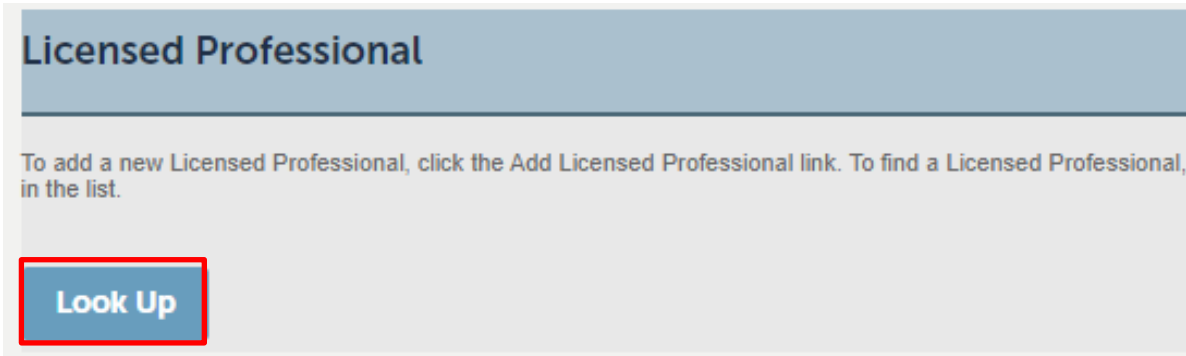 Licensed Professional
To add a new Licensed Professional, click the Add Licensed Professional link. To find a Licensed Professional,
in the list.
Look Up